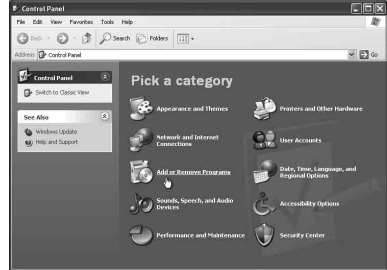 Control Panel
File Edit View Favorites Tools Help
Back Search Folders
Address Control Panel Go
Control Panel
Switch to Classic View
See Also
Windows Update
Help and Support
Pick a category
Appearance and Themes
Printers and Other Hardware
Network and Internet Connections
User Accounts
Add or Remove Programs
Date, Time, Language, and Regional Options
Sounds, Speech, and Audio Devices
Accessibility Options
Performance and Maintenance
Security Center